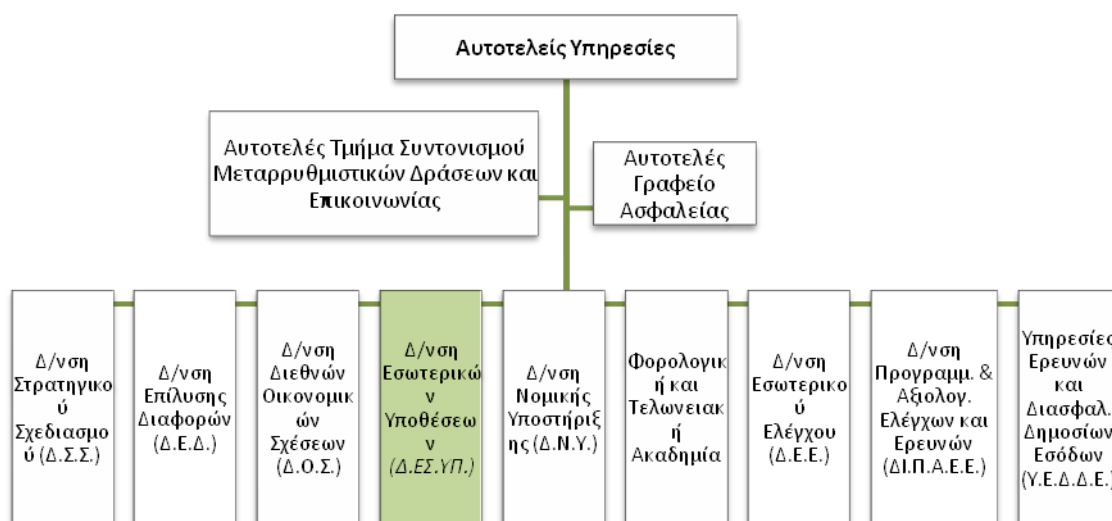 Αυτοτελείς Υπηρεσίες
Αυτοτελές Τμήμα Συντονισμού
Μεταρρυθμιστικών Δράσεων και
Επικοινωνίας
Αυτοτελές
Γραφείο
Ασφαλείας
Δ/νση
Στρατηγικο
ύ
Σχεδιασμο
ύ (Δ.Σ.Σ.)
Δ/νση
Επίλυσης
Διαφορών
(Δ.Ε.Δ.)
Δ/νση
Διεθνών
Οικονομικ
ών
Σχέσεων
(Δ.Ο.Σ.)
Δ/νση
Εσωτερικώ
ν
Υποθέσεω
ν
(Δ.ΕΣ.ΥΠ.)
Δ/νση
Νομικής
Υποστήριξ
ης (Δ.Ν.Υ.)
Φορολογικ
ή και
Τελωνειακ
ή
Ακαδημία
Δ/νση
Εσωτερικο
ύ
Ελέγχου
(Δ.Ε.Ε.)
Δ/νση
Προγραμμ. &
Αξιολογ.
Ελέγχων και
Ερευνών
(ΔΙ.Π.Α.Ε.Ε.)
Υπηρεσίες
Ερευνών
και
Διασφαλ.
Δημοσίων
Εσόδων
(Υ.Ε.Δ.Δ.Ε.)